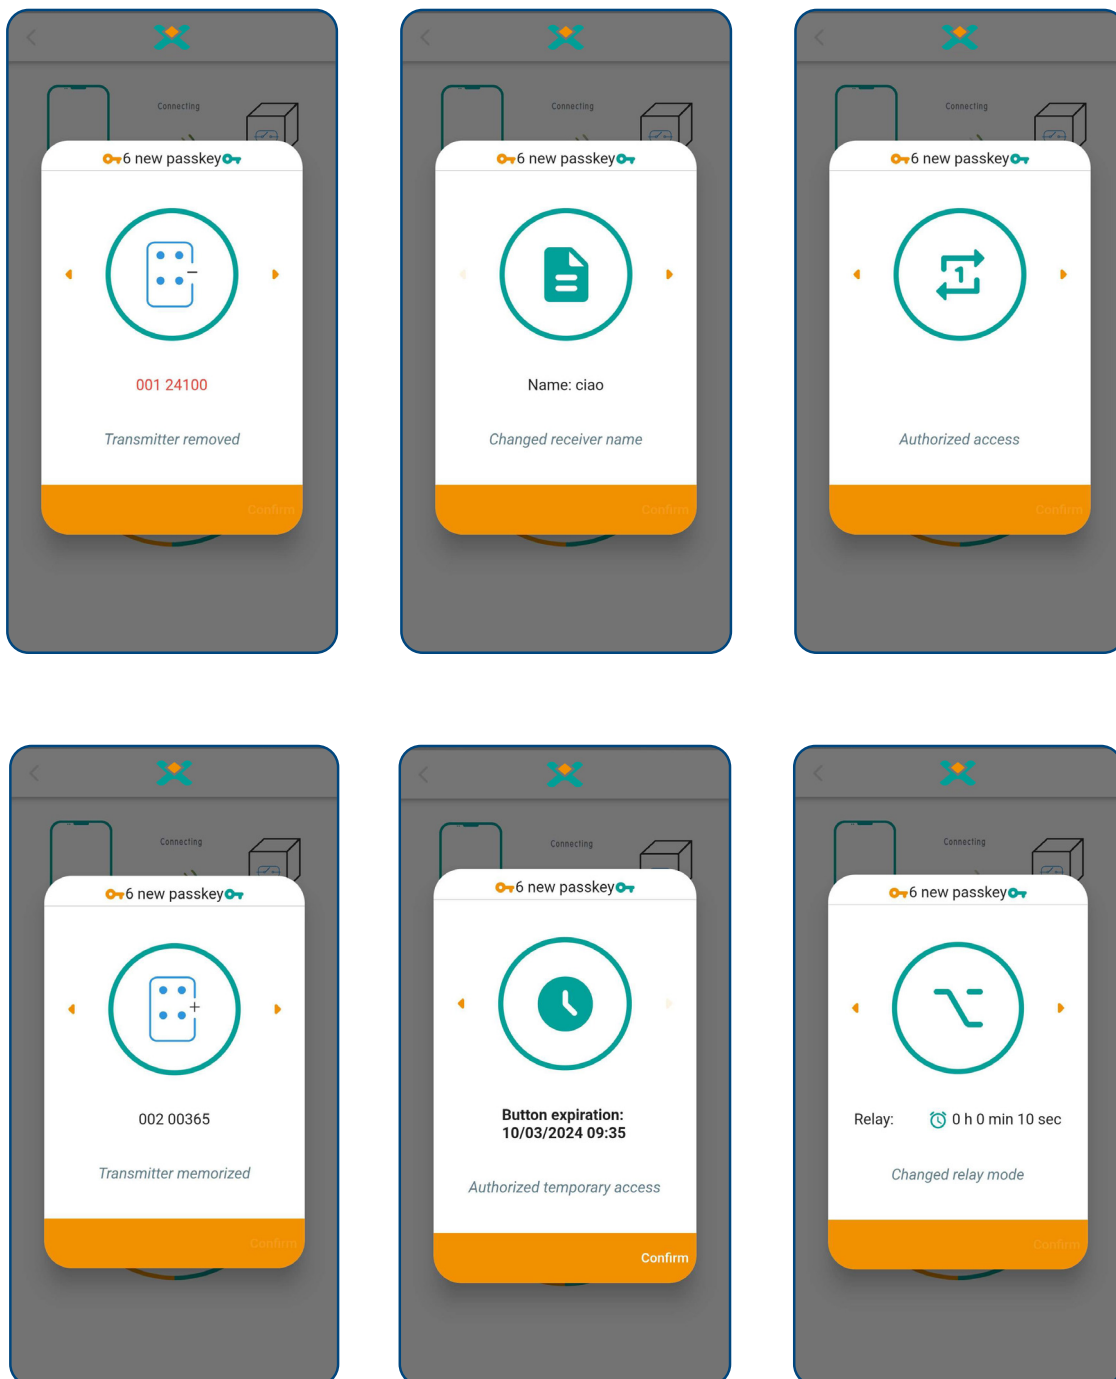 Connecting
6 new passkey
001 24100
Transmitter removed
Confirm
Connecting
6 new passkey
Name: ciao
Changed receiver name
Confirm
Connecting
6 new passkey
1
Authorized access
Confirm
Connecting
6 new passkey
002 00365
Transmitter memorized
Confirm
Connecting
6 new passkey
Button expiration:
10/03/2024 09:35
Authorized temporary access
Confirm
Connecting
6 new passkey
Relay: 0 h 0 min 10 sec
Changed relay mode
Confirm